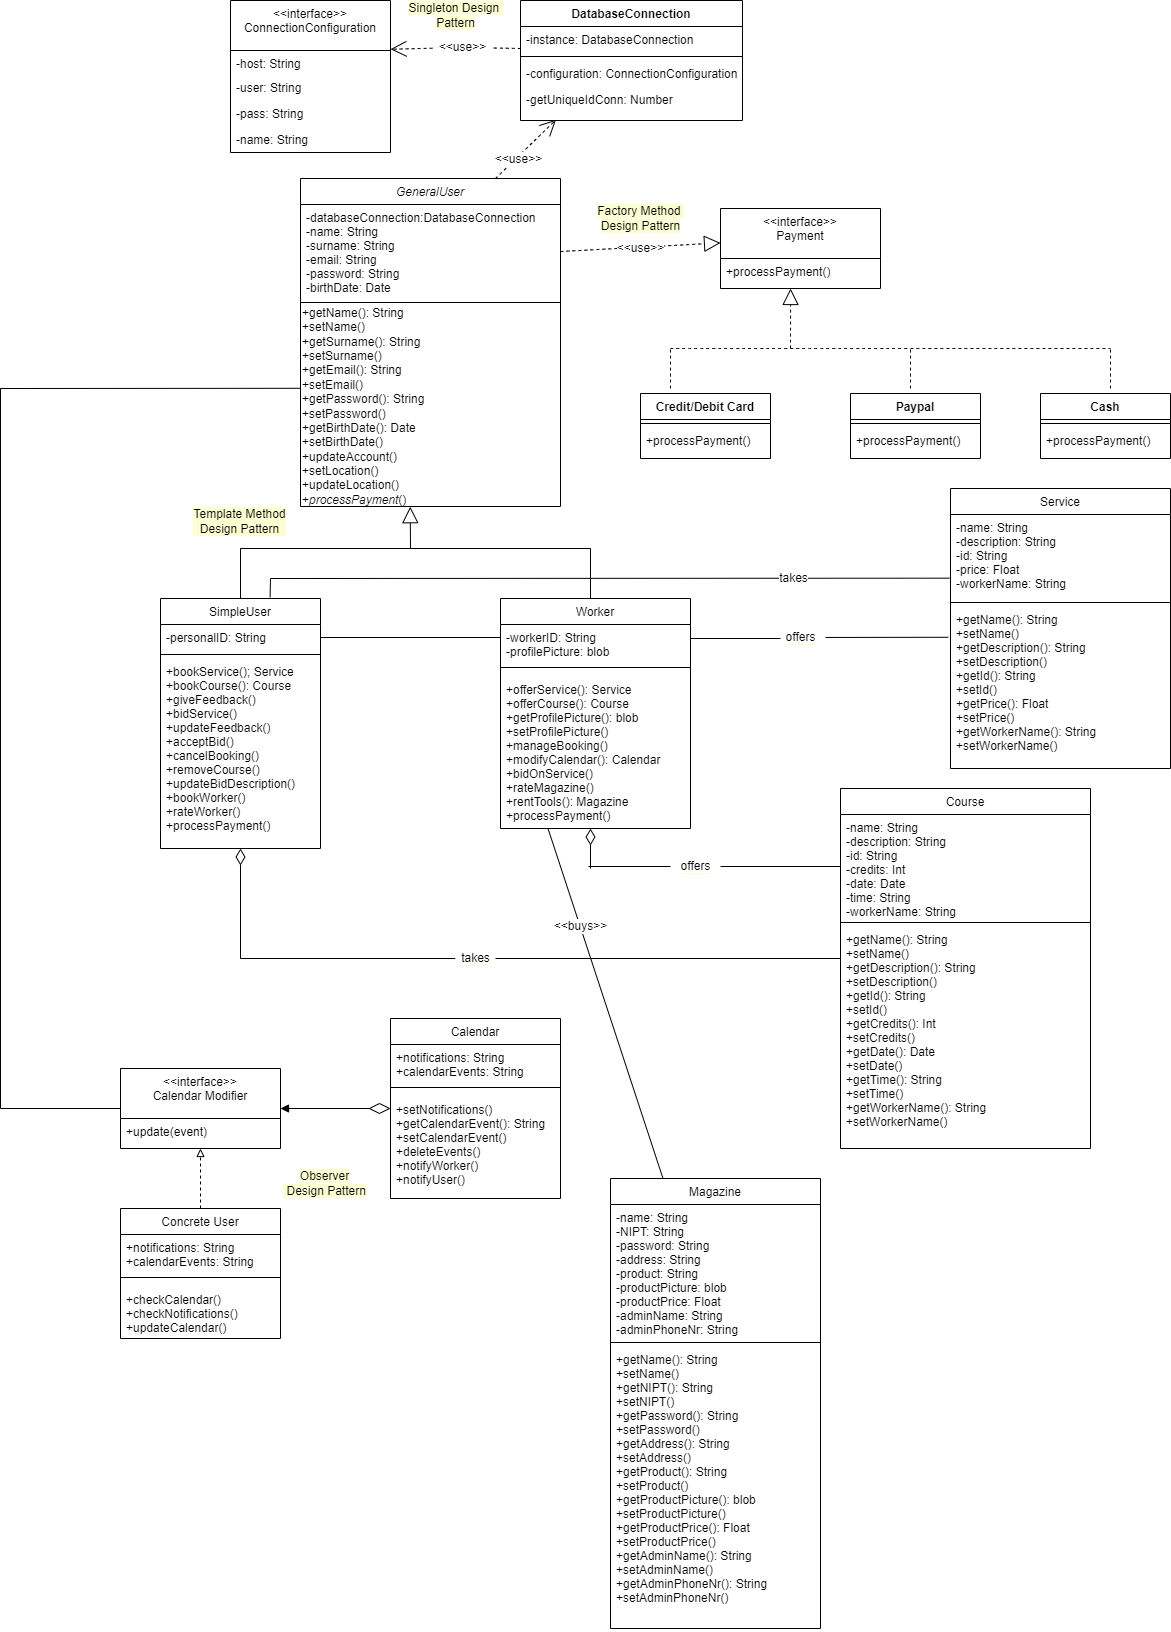 <<interface>>
ConnectionConfiguration
-host: String
-user: String
-pass: String
-name: String
Singleton Design
Pattern
<<use>>
DatabaseConnection
-instance: DatabaseConnection
-configuration: ConnectionConfiguration
-getUniqueIdConn: Number
<<use>>
GeneralUser
-databaseConnection:DatabaseConnection
-name: String
-surname: String
-email: String
-password: String
-birthDate: Date
+getName(): String
+setName()
+getSurname(): String
+setSurname()
+getEmail(): String
+setEmail()
+getPassword(): String
+setPassword()
+getBirthDate(): Date
+setBirthDate()
+updateAccount()
+setLocation()
+updateLocation()
+processPayment()
Factory Method
Design Pattern
<<use>>
<<interface>>
Payment
+processPayment()
Credit/Debit Card
+processPayment()
Paypal
+processPayment()
Cash
+processPayment()
Template Method
Design Pattern
Service
-name: String
-description: String
-id: String
-price: Float
-workerName: String
+getName(): String
+setName()
+getDescription(): String
+setDescription()
+getId(): String
+setId()
+getPrice(): Float
+setPrice()
+getWorkerName(): String
+setWorkerName()
takes
SimpleUser
-personalID: String
+bookService(); Service
+bookCourse(): Course
+giveFeedback()
+bidService()
+updateFeedback()
+acceptBid()
+cancelBooking()
+removeCourse()
+updateBidDescription()
+bookWorker()
+rateWorker()
+processPayment()
Worker
-workerID: String
-profilePicture: blob
+offerService(): Service
+offerCourse(): Course
+getProfilePicture(): blob
+setProfilePicture()
+manageBooking()
+modifyCalendar(): Calendar
+bidOnService()
+rateMagazine()
+rentTools(): Magazine
+processPayment()
offers
Course
-name: String
-description: String
-id: String
-credits: Int
-date: Date
-time: String
-workerName: String
+getName(): String
+setName()
+getDescription(): String
+setDescription()
+getId(): String
+setId()
+getCredits(): Int
+setCredits()
+getDate(): Date
+setDate()
+getTime(): String
+setTime()
+getWorkerName(): String
+setWorkerName()
offers
<<buys>>
takes
Calendar
+notifications: String
+calendarEvents: String
+setNotifications()
+getCalendarEvent(): String
+setCalendarEvent()
+deleteEvents()
+notifyWorker()
+notifyUser()
<<interface>>
Calendar Modifier
+update(event)
Observer
Design Pattern
Concrete User
+notifications: String
+calendarEvents: String
+checkCalendar()
+checkNotifications()
+updateCalendar()
Magazine
-name: String
-NIPT: String
-password: String
-address: String
-product: String
-productPicture: blob
-productPrice: Float
-adminName: String
-adminPhoneNr: String
+getName(): String
+setName()
+getNIPT(): String
+setNIPT()
+getPassword(): String
+setPassword()
+getAddress(): String
+setAddress()
+getProduct(): String
+setProduct()
+getProductPicture(): blob
+setProductPicture()
+getProductPrice(): Float
+setProductPrice()
+getAdminName(): String
+setAdminName()
+getAdminPhoneNr(): String
+setAdminPhoneNr()